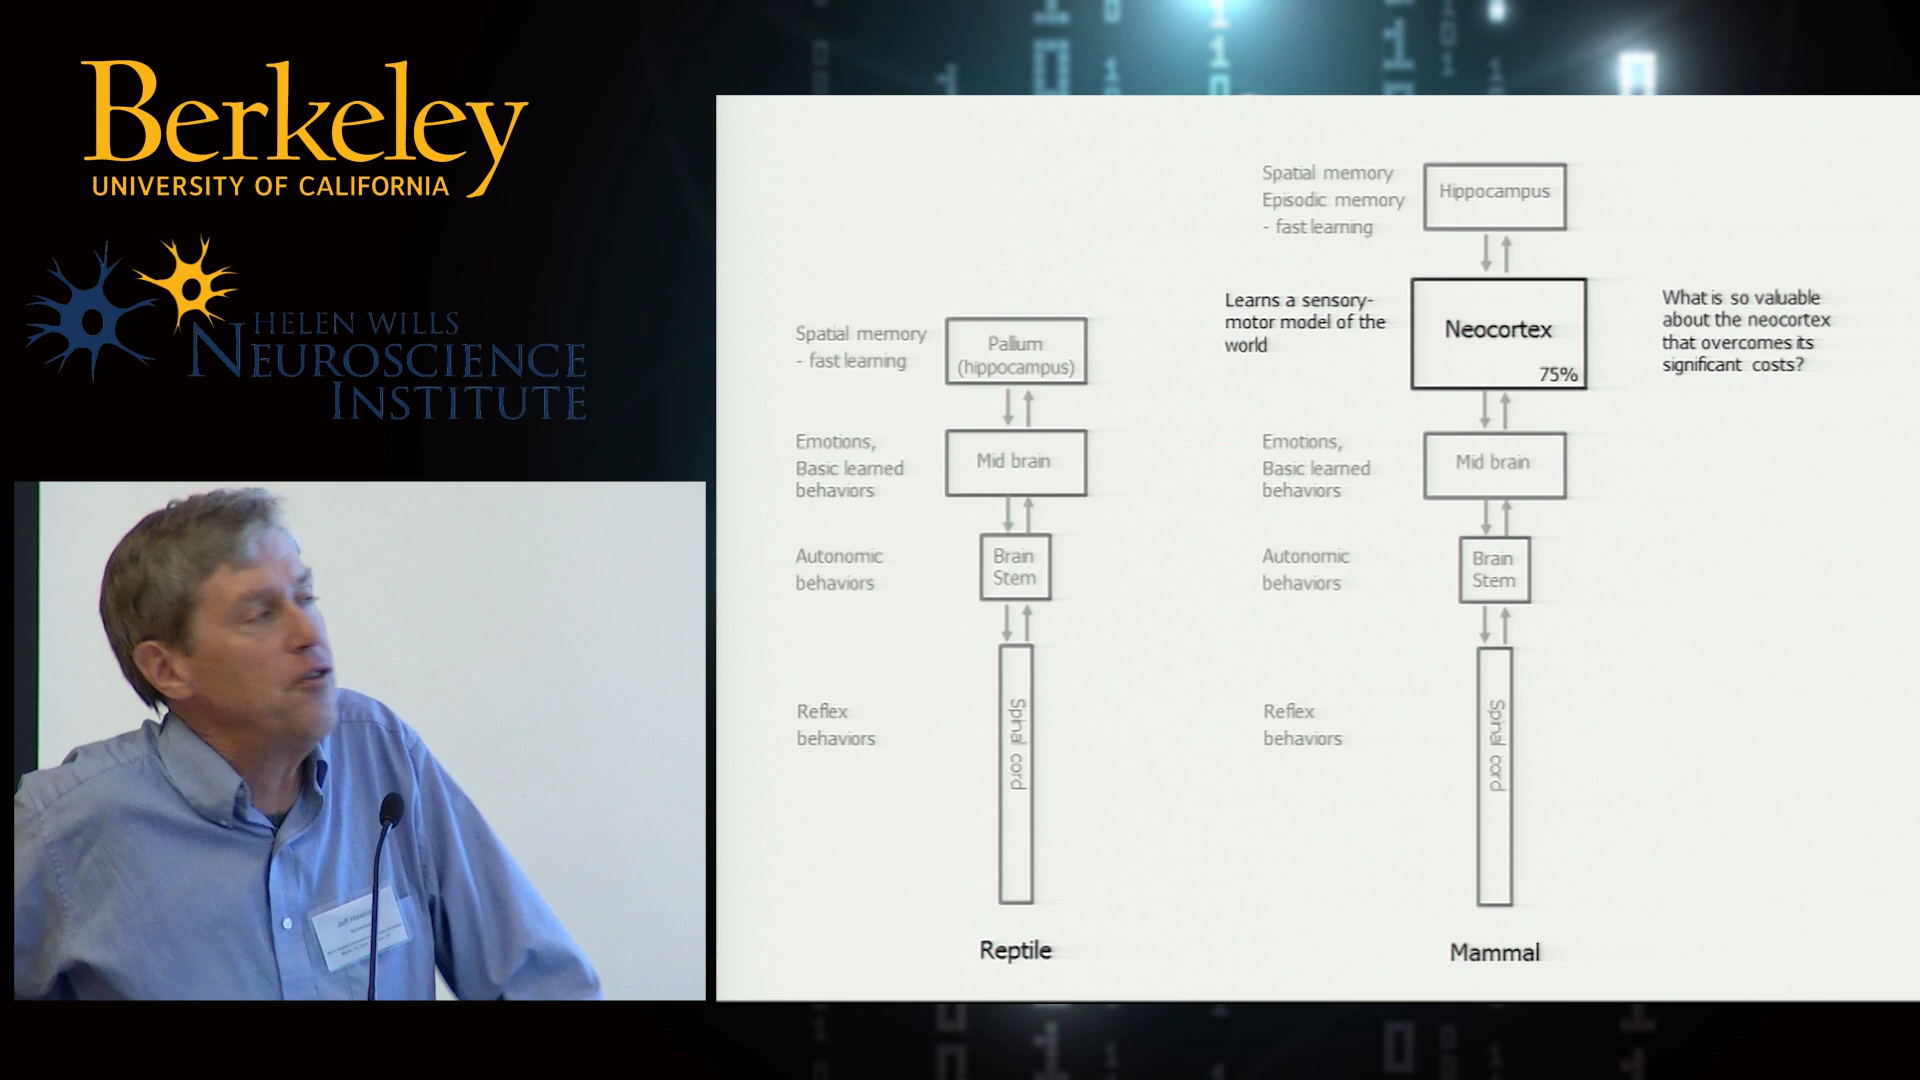 Berkeley
UNIVERSITY OF CALIFORNIA
HELEN WILLS
NEUROSCIENCE
INSTITUTE
Jeff
Spatial memory
- fast learning
Pallium
(hippocampus)
Emotions,
Basic learned
behaviors
Mid brain
Autonomic
behaviors
Brain
Stem
Reflex
behaviors
Spinal cord
Reptile
Spatial memory
Episodic memory
- fast learning
Hippocampus
Learns a sensory-
motor model of the
world
Neocortex
75%
What is so valuable
about the neocortex
that overcomes its
significant costs?
Emotions,
Basic learned
behaviors
Mid brain
Autonomic
behaviors
Brain
Stem
Reflex
behaviors
Spinal cord
Mammal